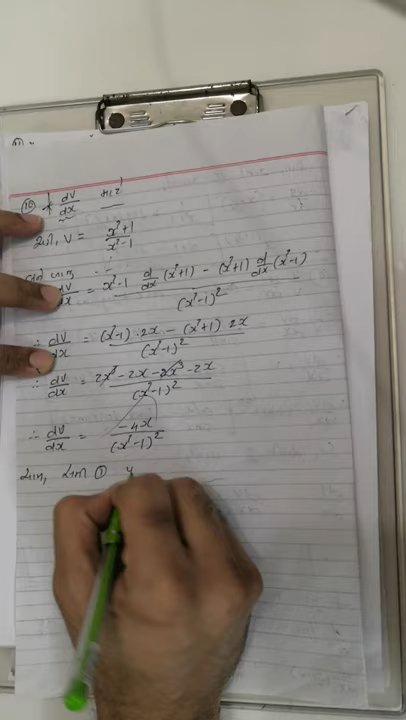 ⑩ * dv/dx માટે
અહીં, v = x²+1 / x²-1
dv/dx = x²-1 d/dx (x²+1) - (x²+1) d/dx (x²-1) / (x²-1)²
∴ dv/dx = (x²-1) · 2x - (x²+1) 2x / (x²-1)²
∴ dv/dx = 2x³ - 2x - 2x³ - 2x / (x²-1)²
∴ dv/dx = -4x / (x²-1)²
①